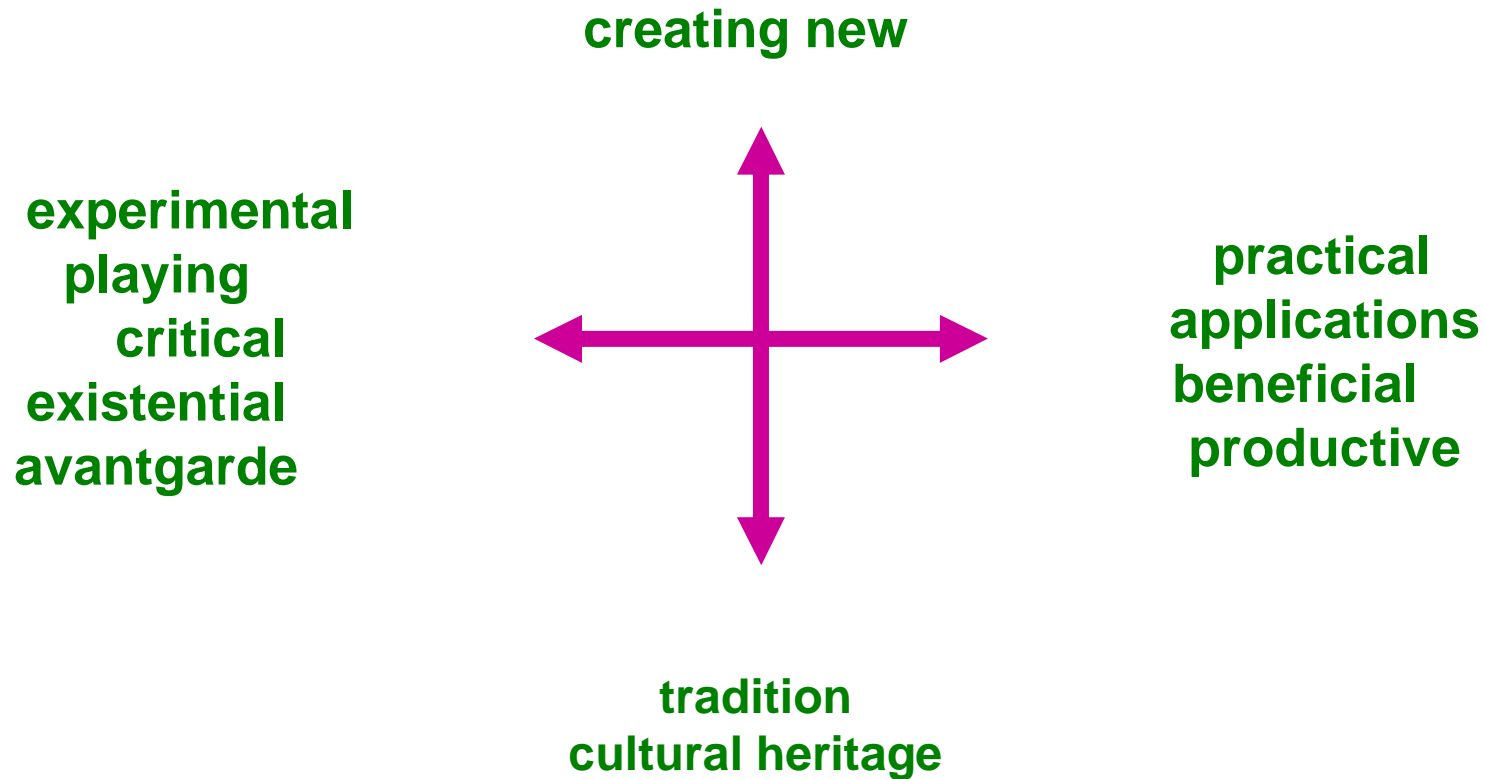 creating new
experimental
playing
critical
existential
avantgarde
practical
applications
beneficial
productive
tradition
cultural heritage